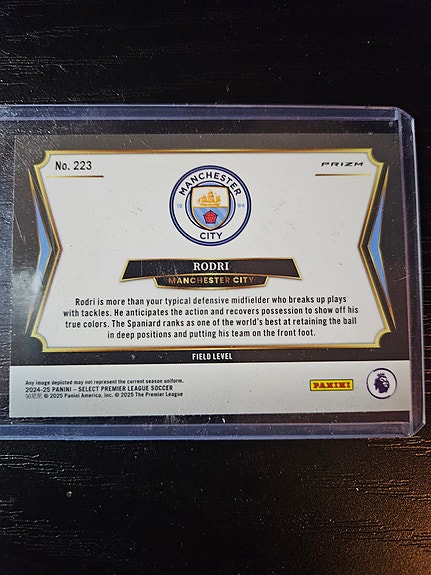 No. 223
PRIZM
MANCHESTER
18 94
CITY
RODRI
MANCHESTER CITY
Rodri is more than your typical defensive midfielder who breaks up plays
with tackles. He anticipates the action and recovers possession to show off his
true colors. The Spaniard ranks as one of the world's best at retaining the ball
in deep positions and putting his team on the front foot.
FIELD LEVEL
Any image depicted may not represent the current season uniform.
2024-25 PANINI – SELECT PREMIER LEAGUE SOCCER
© 2025 Panini America, Inc. © 2025 The Premier League
PANINI